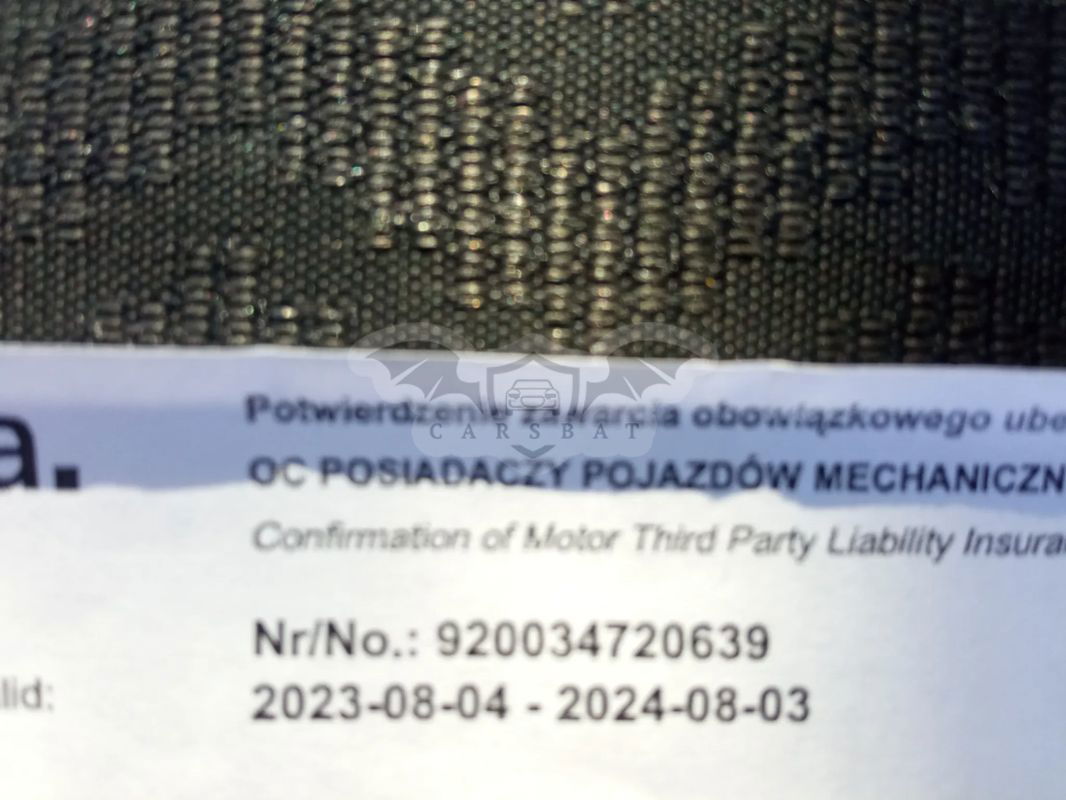 CARSBAT
a.
Potwierdzenie zawarcia obowiązkowego ube
OC POSIADACZY POJAZDÓW MECHANICZN
Confirmation of Motor Third Party Liability Insura
Nr/No.: 920034720639
lid:
2023-08-04 - 2024-08-03